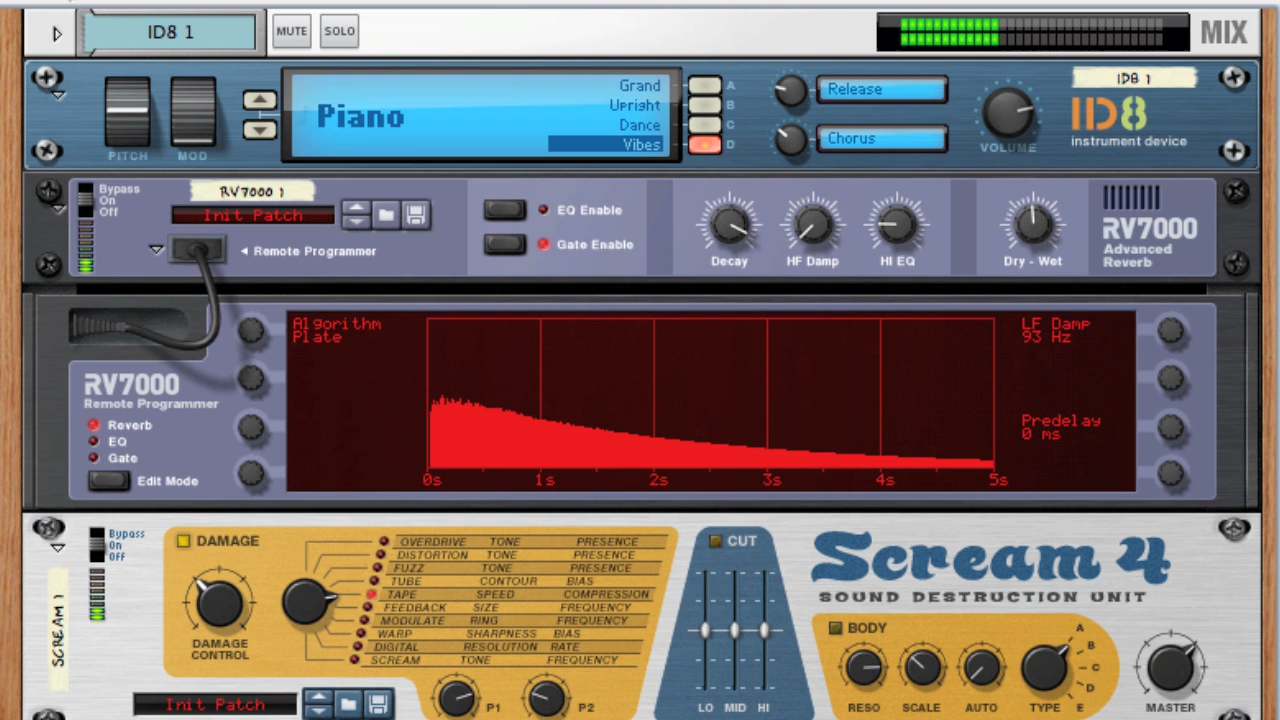 ID8 1 MUTE SOLO MIX
Piano
Grand A
Upright B
Dance C
Vibes D
Release
Chorus
PITCH MOD
VOLUME
ID8 1
ID8
instrument device
Bypass
On
Off
RV7000 1
Init Patch
Remote Programmer
EQ Enable
Gate Enable
Decay HF Damp HI EQ Dry - Wet
RV7000
Advanced
Reverb
Algorithm
Plate
LF Damp
93 Hz
Predelay
0 ms
0s 1s 2s 3s 4s 5s
RV7000
Remote Programmer
Reverb
EQ
Gate
Edit Mode
Bypass
On
Off
SCREAM 1
DAMAGE
DAMAGE
CONTROL
OVERDRIVE TONE PRESENCE
DISTORTION TONE PRESENCE
FUZZ TONE PRESENCE
TUBE CONTOUR BIAS
TAPE SPEED COMPRESSION
FEEDBACK SIZE FREQUENCY
MODULATE RING FREQUENCY
WARP SHARPNESS BIAS
DIGITAL RESOLUTION RATE
SCREAM TONE FREQUENCY
Init Patch
P1 P2
CUT
LO MID HI
Scream 4
SOUND DESTRUCTION UNIT
BODY
A
B
C
D
E
RESO SCALE AUTO TYPE
MASTER